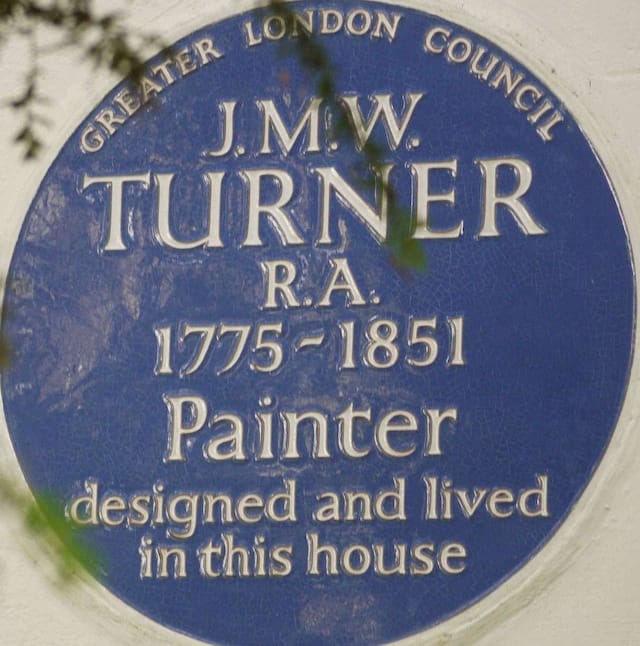 GREATER LONDON COUNCIL
J.M.W.
TURNER
R.A.
1775-1851
Painter
designed and lived
in this house